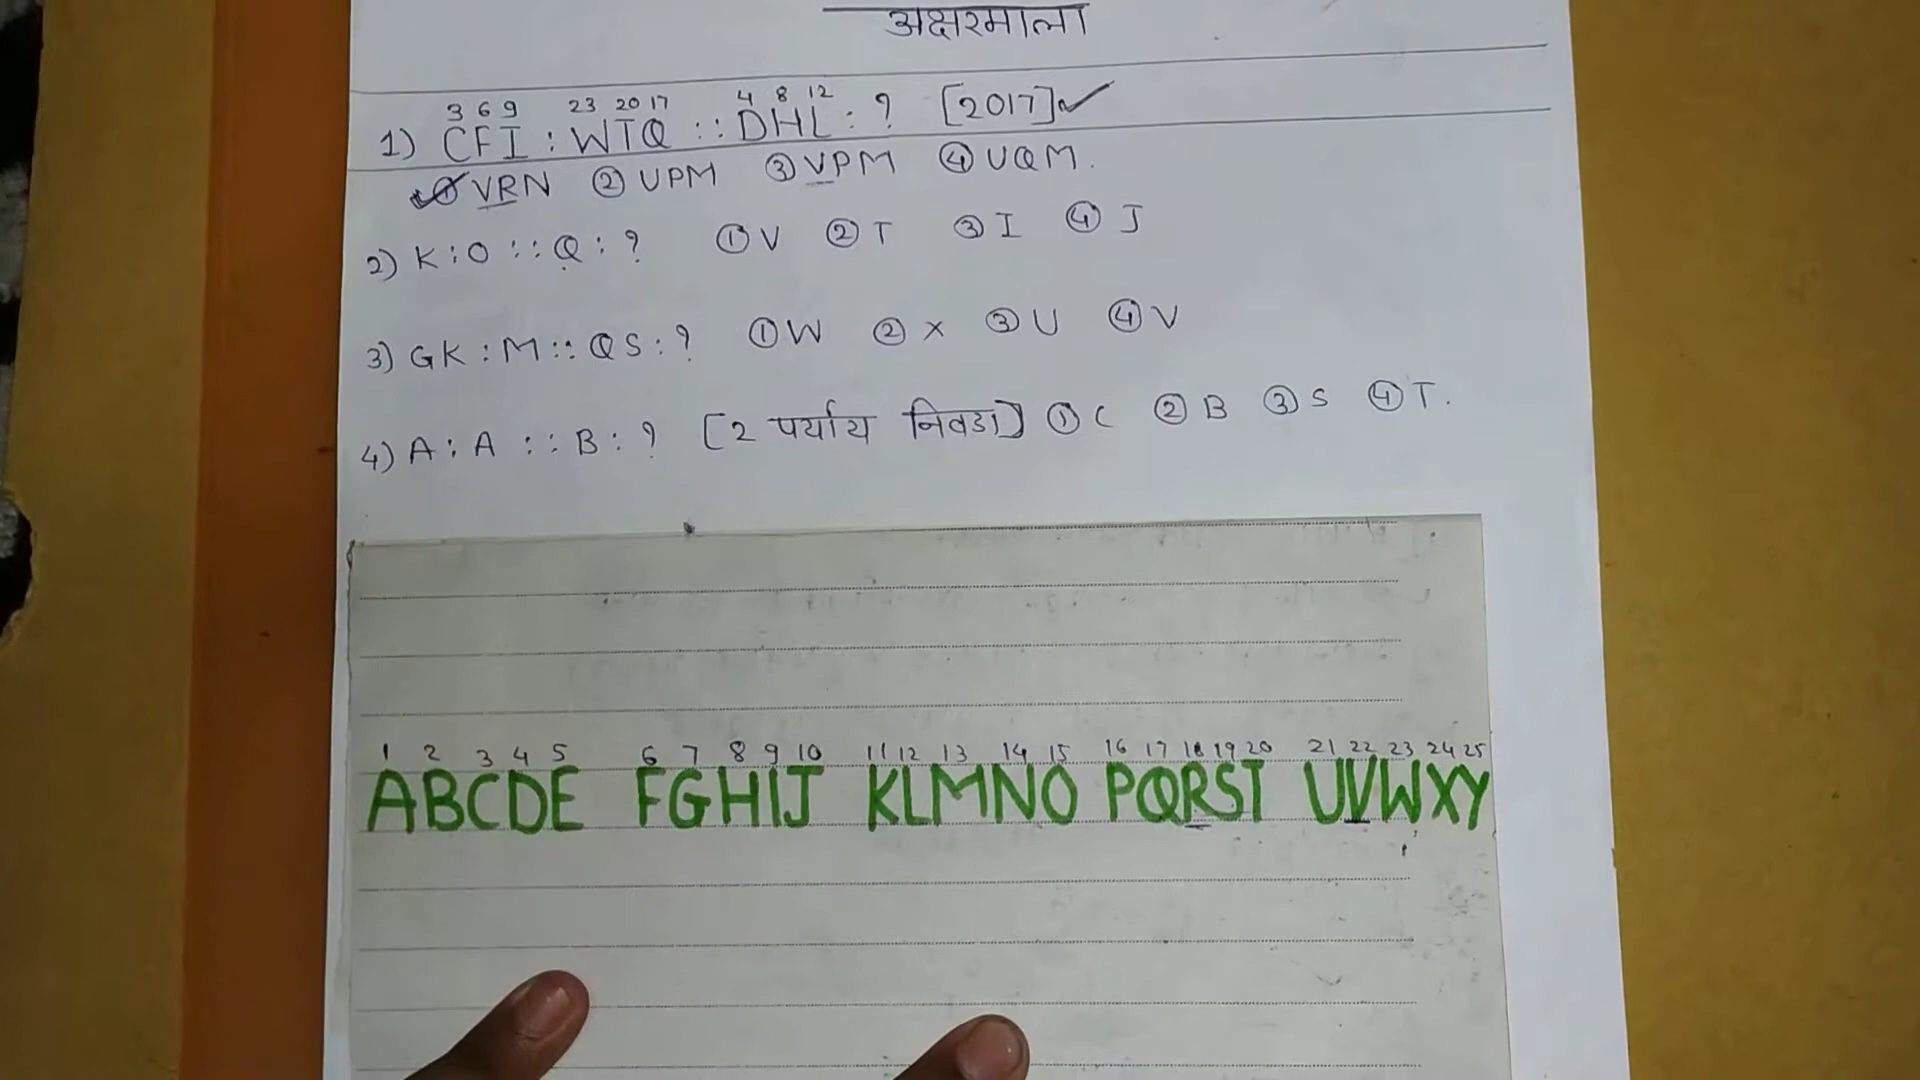 अक्षरमाला
3 6 9 23 20 17 4 8 12
1) CFI : WTQ :: DHL : ? [2017] ✓
① VRN ② UPM ③ VPM ④ UQM.
2) K : O :: Q : ? ① V ② T ③ I ④ J
3) GK : M :: QS : ? ① W ② X ③ U ④ V
4) A : A :: B : ? [2 पर्याय निवडा] ① C ② B ③ S ④ T.
1 2 3 4 5 6 7 8 9 10 11 12 13 14 15 16 17 18 19 20 21 22 23 24 25
ABCDE FGHIJ KLMNO PQRST UVWXY